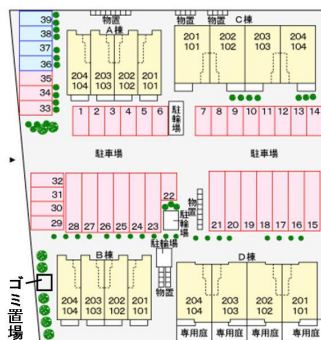 39
38
37
36
35
34
33
物置
A棟
204 203 202 201
104 103 102 101
物置 物置
C棟
201 202 203 204
101 102 103 104
1 2 3 4 5 6
駐輪場
7 8 9 10 11 12 13 14
駐車場
駐車場
32
31
30
29
28 27 26 25 24 23
22
駐輪場
物置
21 20 19 18 17 16 15
駐輪場
物置
B棟
204 203 202 201
104 103 102 101
D棟
204 203 202 201
104 103 102 101
専用庭 専用庭 専用庭 専用庭
ゴミ置場